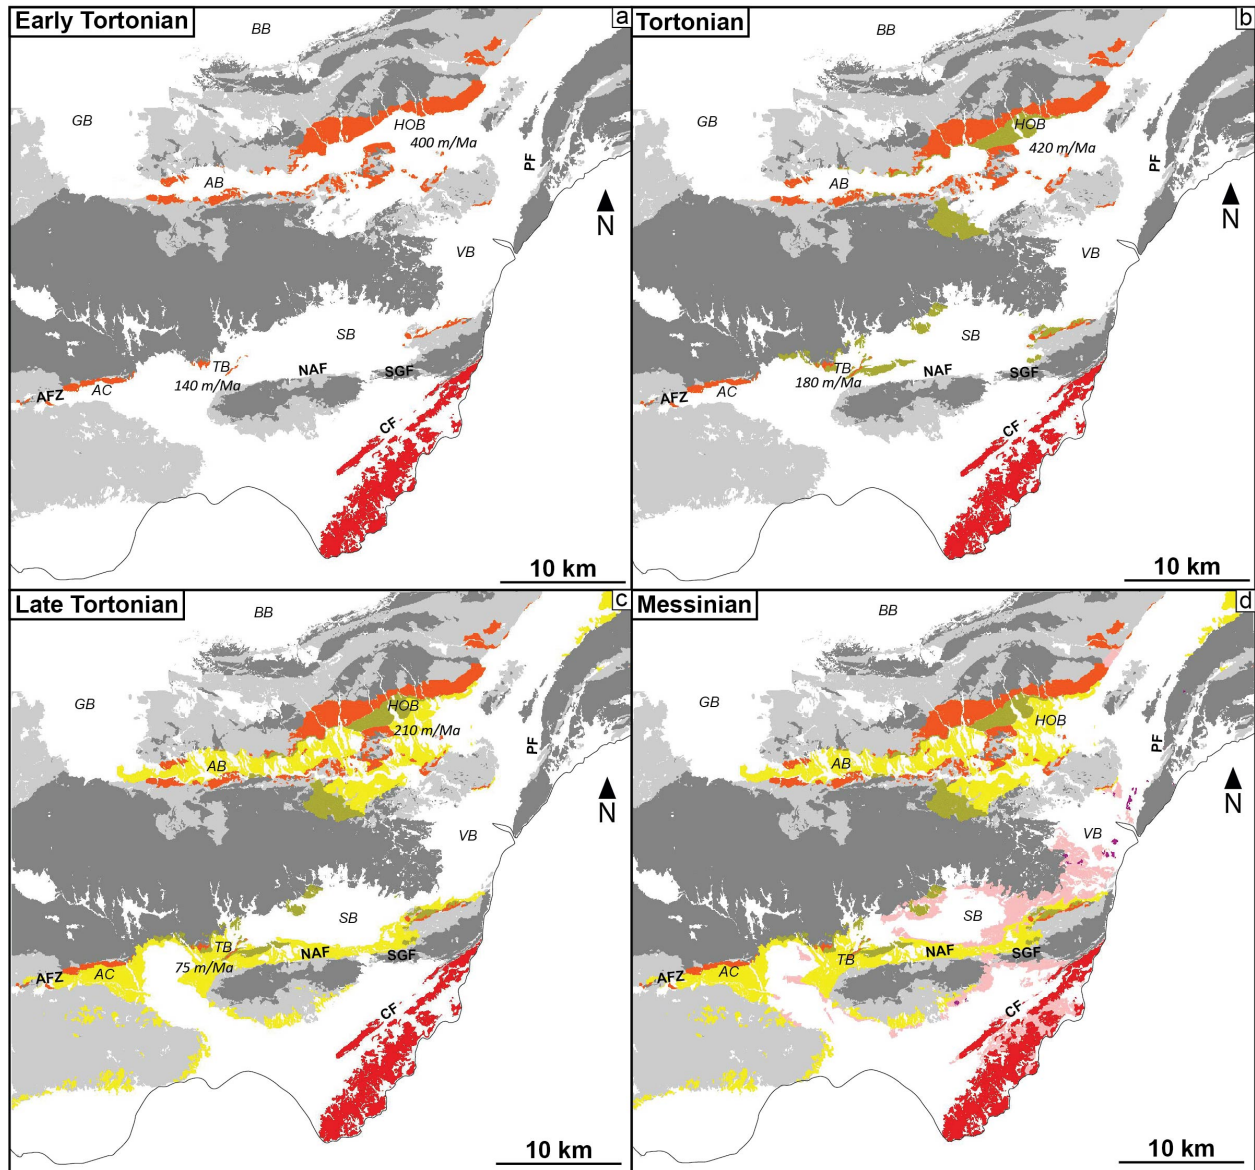 Early Tortonian
a
BB
GB
HOB
400 m/Ma
PF
AB
N
VB
SB
TB
140 m/Ma
NAF
SGF
AFZ
AC
CF
10 km
Tortonian
b
BB
GB
HOB
420 m/Ma
PF
AB
N
VB
SB
TB
180 m/Ma
NAF
SGF
AFZ
AC
CF
10 km
Late Tortonian
c
BB
GB
HOB
210 m/Ma
PF
AB
N
VB
SB
TB
75 m/Ma
NAF
SGF
AFZ
AC
CF
10 km
Messinian
d
BB
GB
HOB
PF
AB
N
VB
SB
TB
NAF
SGF
AFZ
AC
CF
10 km